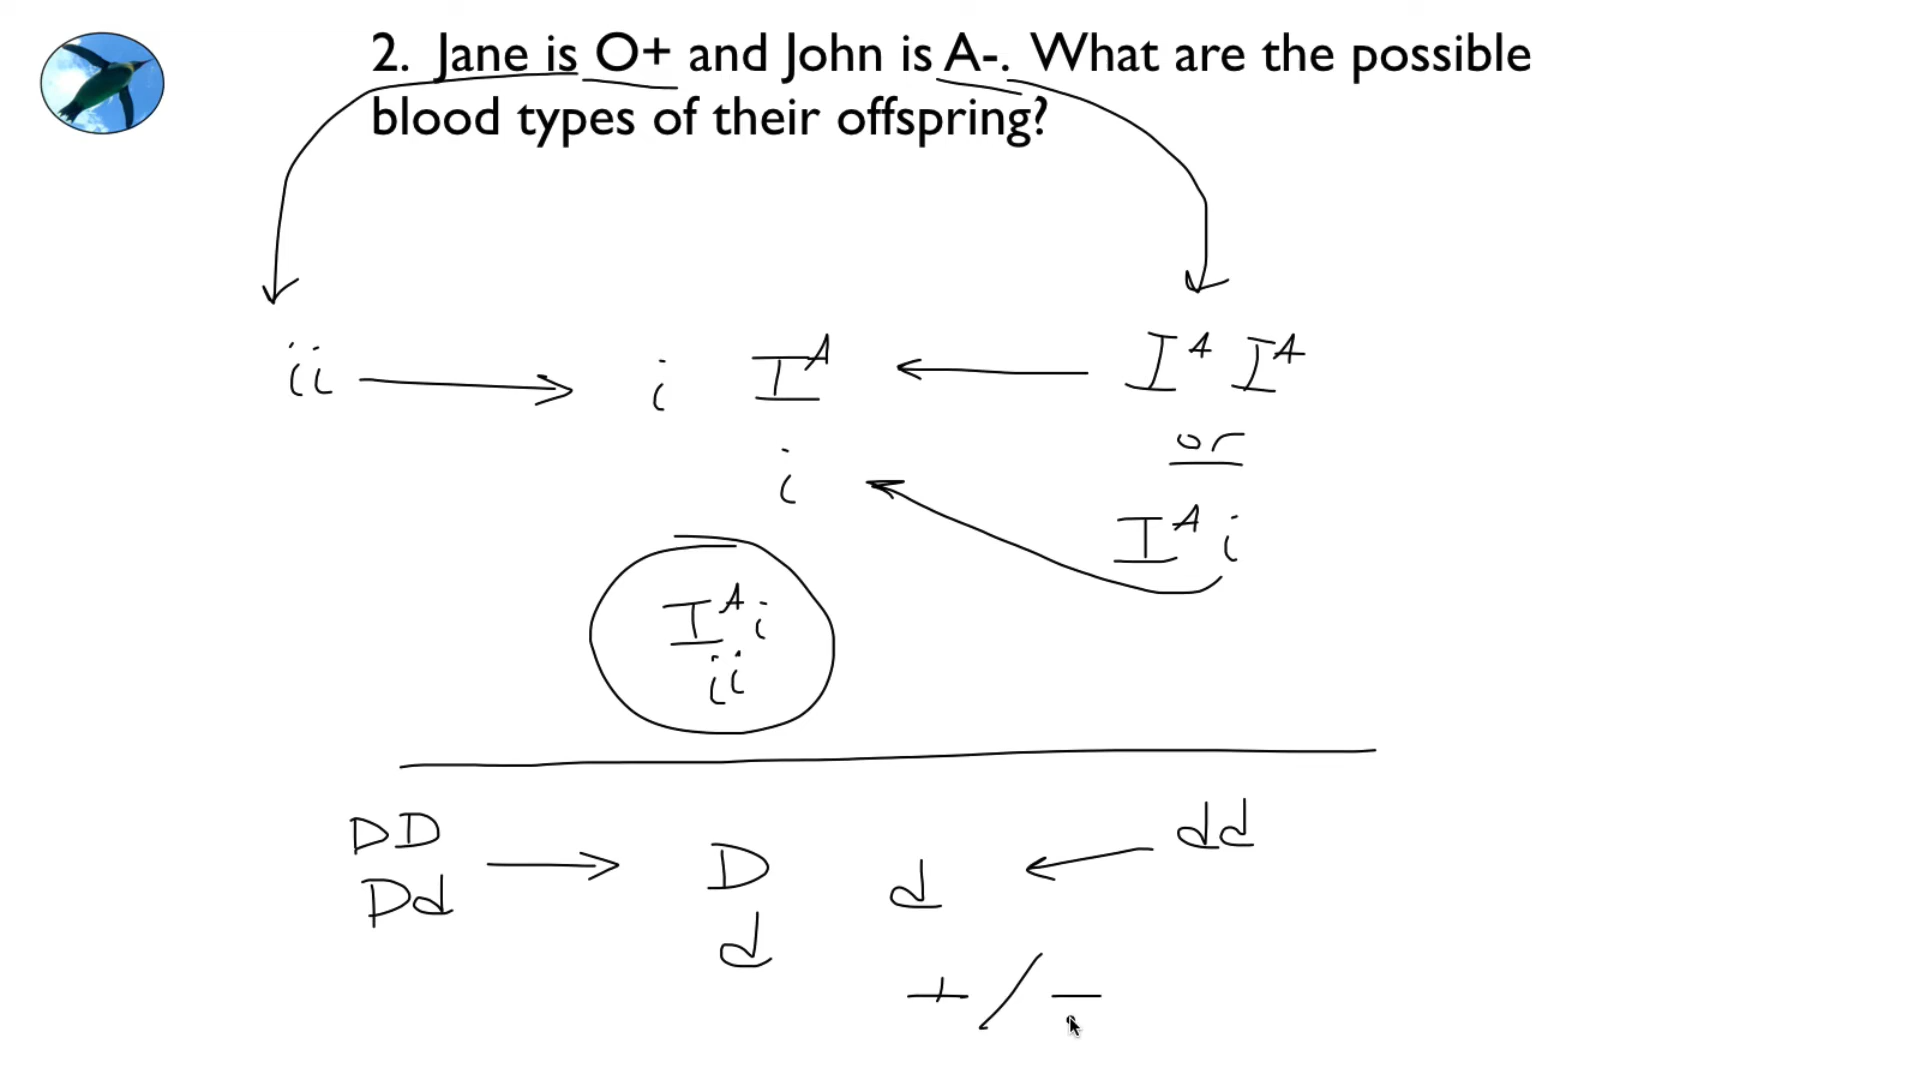 2. Jane is O+ and John is A-. What are the possible
blood types of their offspring?
ii i I^A I^A I^A
or
i
I^A i
I^A i
ii
DD D d dd
Dd
d
+/-